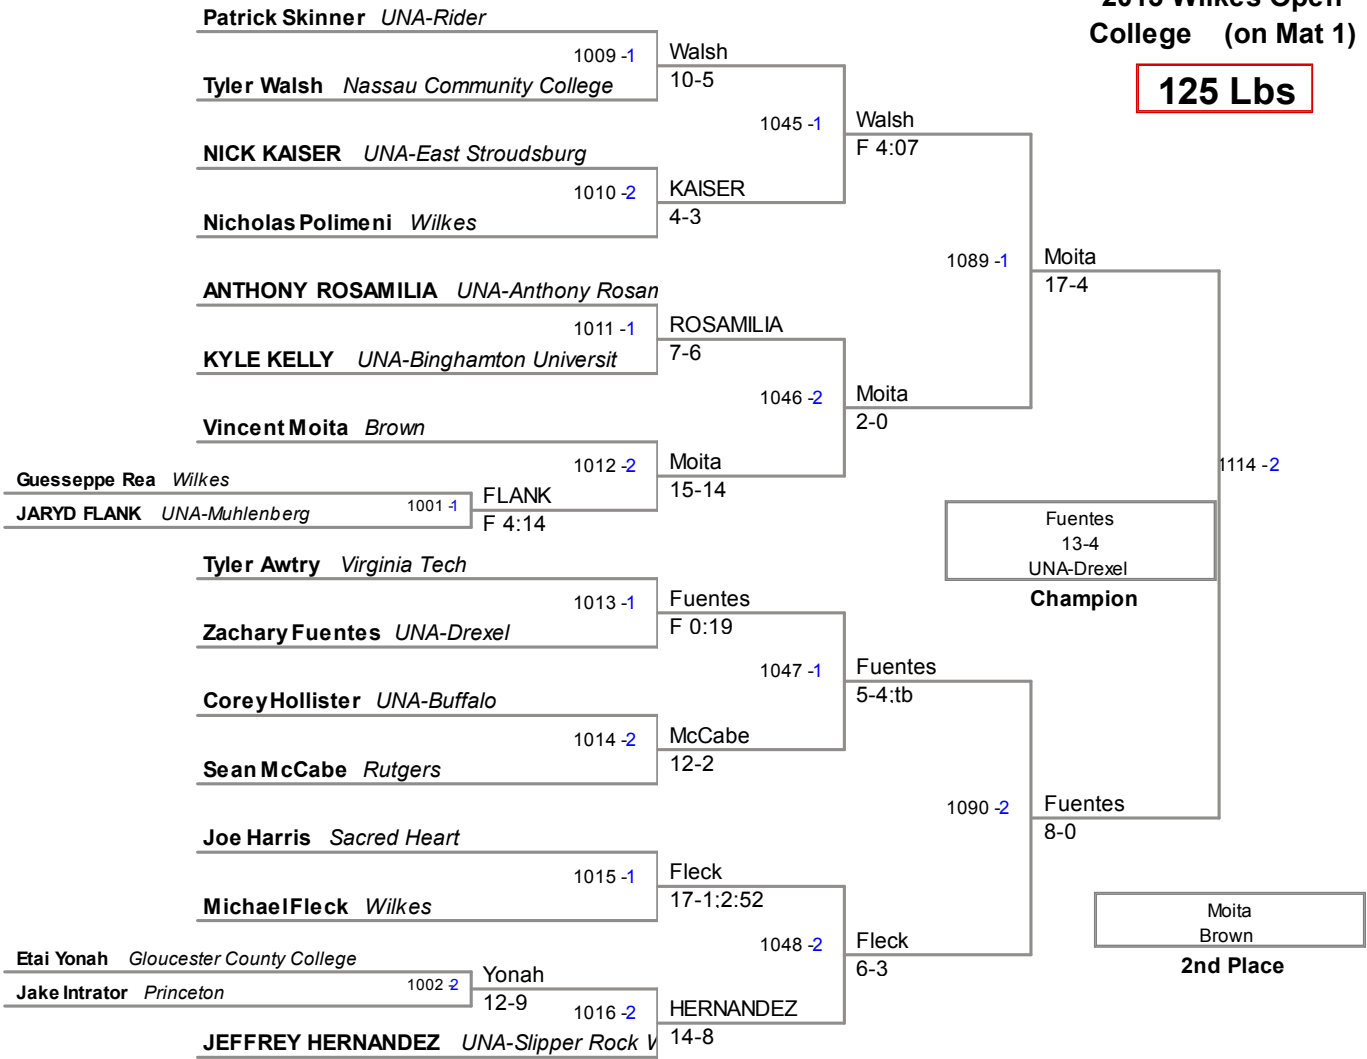 Patrick Skinner UNA-Rider
College (on Mat 1)
1009 -1
Walsh
10-5
Tyler Walsh Nassau Community College
125 Lbs
1045 -1
Walsh
F 4:07
NICK KAISER UNA-East Stroudsburg
1010 -2
KAISER
4-3
Nicholas Polimeni Wilkes
1089 -1
Moita
17-4
ANTHONY ROSAMILIA UNA-Anthony Rosam
1011 -1
ROSAMILIA
7-6
KYLE KELLY UNA-Binghamton Universit
1046 -2
Moita
2-0
Vincent Moita Brown
1012 -2
Moita
15-14
1114 -2
Guesseppe Rea Wilkes
1001 -1
FLANK
F 4:14
JARYD FLANK UNA-Muhlenberg
Fuentes
13-4
UNA-Drexel
Champion
Tyler Awtry Virginia Tech
1013 -1
Fuentes
F 0:19
Zachary Fuentes UNA-Drexel
1047 -1
Fuentes
5-4;tb
Corey Hollister UNA-Buffalo
1014 -2
McCabe
12-2
Sean McCabe Rutgers
1090 -2
Fuentes
8-0
Joe Harris Sacred Heart
1015 -1
Fleck
17-1;2:52
Michael Fleck Wilkes
Moita
Brown
2nd Place
1048 -2
Fleck
6-3
Etai Yonah Gloucester County College
1002 -2
Yonah
12-9
Jake Intrator Princeton
1016 -2
HERNANDEZ
14-8
JEFFREY HERNANDEZ UNA-Slipper Rock